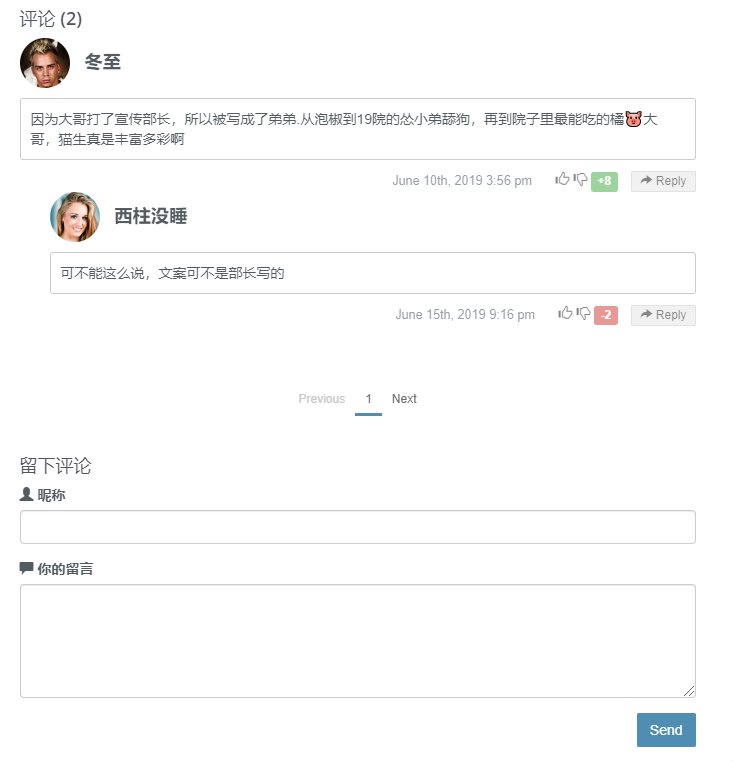 评论 (2)
冬至
因为大哥打了宣传部长，所以被写成了弟弟.从泡椒到19院的怂小弟舔狗，再到院子里最能吃的橘🐷大
哥，猫生真是丰富多彩啊
June 10th, 2019 3:56 pm +8 Reply
西柱没睡
可不能这么说，文案可不是部长写的
June 15th, 2019 9:16 pm -2 Reply
Previous 1 Next
留下评论
昵称
你的留言
Send